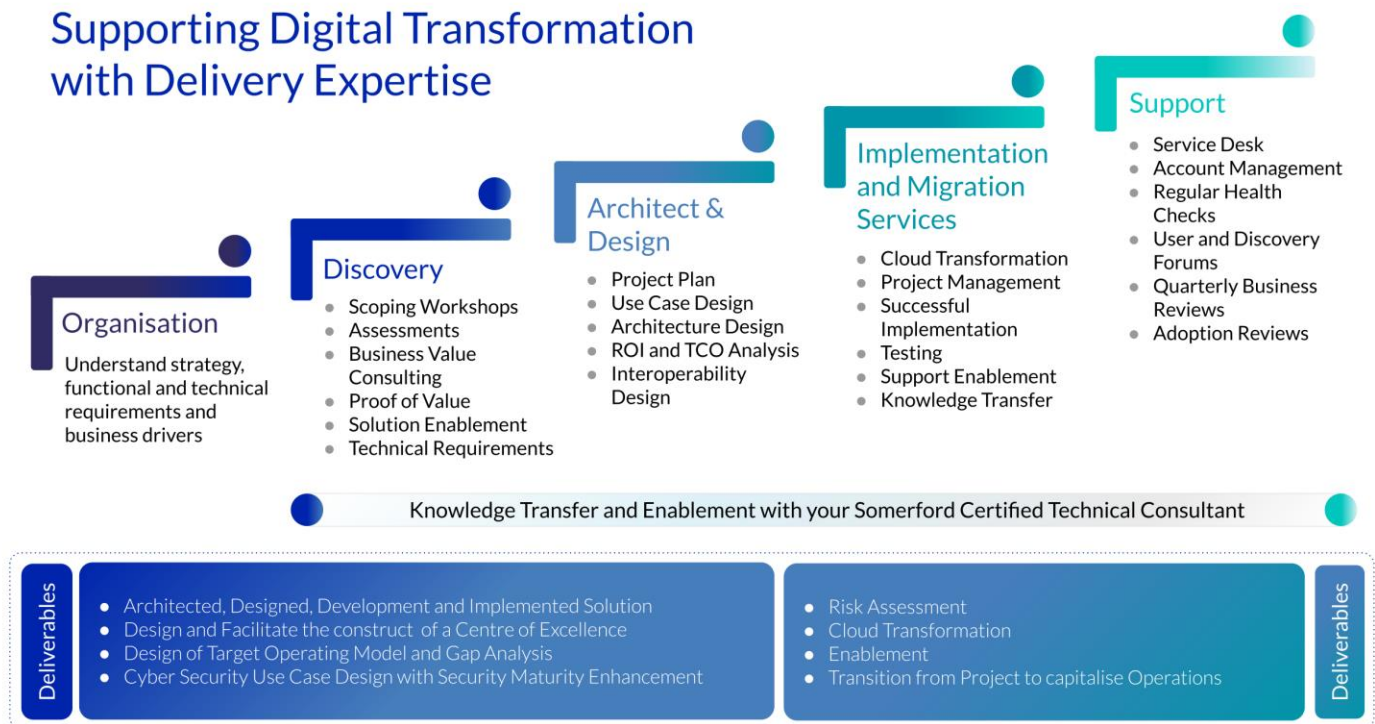 Supporting Digital Transformation
with Delivery Expertise
Organisation
Understand strategy,
functional and technical
requirements and
business drivers
Discovery
● Scoping Workshops
● Assessments
● Business Value
Consulting
● Proof of Value
● Solution Enablement
● Technical Requirements
Architect &
Design
● Project Plan
● Use Case Design
● Architecture Design
● ROI and TCO Analysis
● Interoperability
Design
Implementation
and Migration
Services
● Cloud Transformation
● Project Management
● Successful
Implementation
● Testing
● Support Enablement
● Knowledge Transfer
Support
● Service Desk
● Account Management
● Regular Health
Checks
● User and Discovery
Forums
● Quarterly Business
Reviews
● Adoption Reviews
Knowledge Transfer and Enablement with your Somerford Certified Technical Consultant
Deliverables
● Architected, Designed, Development and Implemented Solution
● Design and Facilitate the construct of a Centre of Excellence
● Design of Target Operating Model and Gap Analysis
● Cyber Security Use Case Design with Security Maturity Enhancement
● Risk Assessment
● Cloud Transformation
● Enablement
● Transition from Project to capitalise Operations
Deliverables